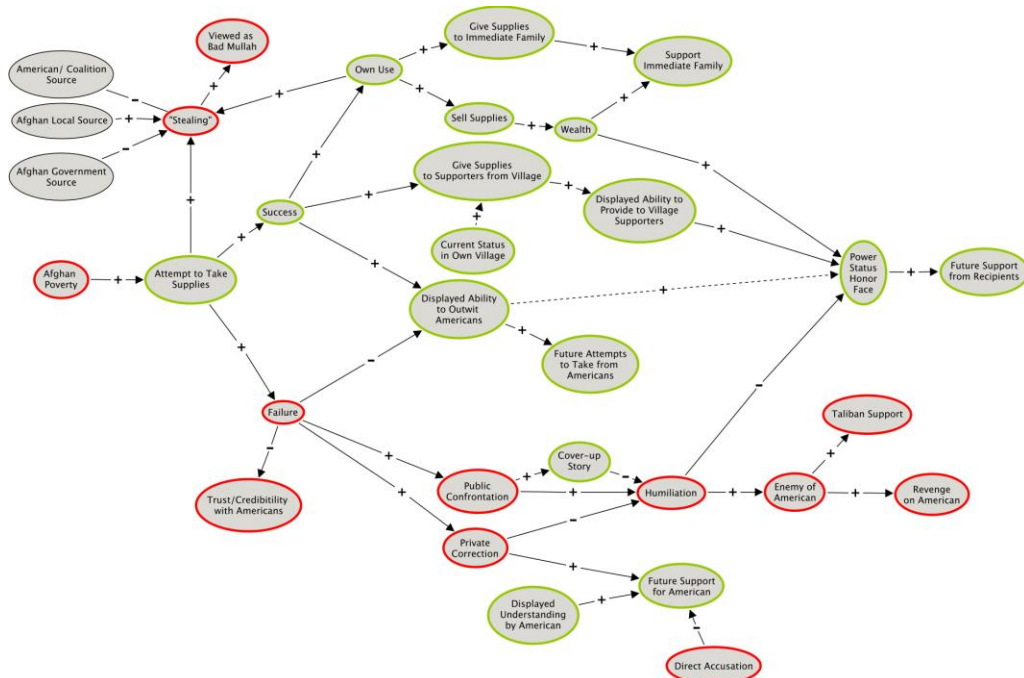 Viewed as
Bad Mullah
Give Supplies
to Immediate Family
Support
Immediate Family
American/ Coalition
Source
Own Use
Afghan Local Source
"Stealing"
Sell Supplies
Wealth
Afghan Government
Source
Give Supplies
to Supporters from Village
Displayed Ability to
Provide to Village
Supporters
Success
Current Status
in Own Village
Afghan
Poverty
Attempt to Take
Supplies
Power
Status
Honor
Face
Future Support
from Recipients
Displayed Ability
to Outwit
Americans
Future Attempts
to Take from
Americans
Failure
Taliban Support
Cover-up
Story
Trust/Credibitility
with Americans
Public
Confrontation
Humiliation
Enemy of
American
Revenge
on American
Private
Correction
Future Support
for American
Displayed
Understanding
by American
Direct Accusation